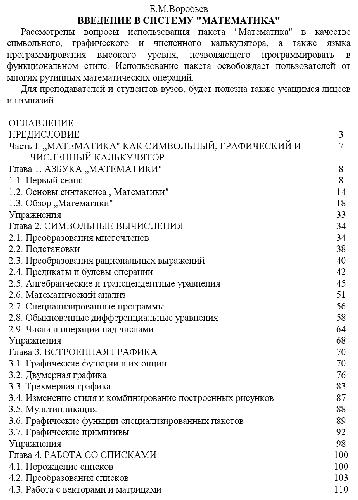 Е.М.Воробьев
ВВЕДЕНИЕ В СИСТЕМУ "МАТЕМАТИКА"
Рассмотрены вопросы использования пакета "Математика" в качестве
символьного, графического и численного калькулятора, а также языка
программирования высокого уровня, позволяющего программировать в
функциональном стиле. Использование пакета освобождает пользователей от
многих рутинных математических операций.
Для преподавателей и студентов вузов, будет полезна также учащимся лицеев
и гимназий.
ОГЛАВЛЕНИЕ
ПРЕДИСЛОВИЕ 3
Часть I. „МАТЕМАТИКА" КАК СИМВОЛЬНЫЙ, ГРАФИЧЕСКИЙ И 7
ЧИСЛЕННЫЙ КАЛЬКУЛЯТОР
Глава 1. АЗБУКА „МАТЕМАТИКИ" 8
1.1. Первый сеанс 8
1.2. Основы синтаксиса „Математики" 14
1.3. Обзор „Математики" 18
Упражнения 33
Глава 2. СИМВОЛЬНЫЕ ВЫЧИСЛЕНИЯ 34
2.1. Преобразования многочленов 34
2.2. Подстановки 38
2.3. Преобразования рациональных выражений 40
2.4. Предикаты и булевы операции 42
2.5. Алгебраические и трансцендентные уравнения 45
2.6. Математический анализ 51
2.7. Специализированные программы 56
2.8. Обыкновенные дифференциальные уравнения 58
2.9. Числа и операции над числами 64
Упражнения 68
Глава 3. ВСТРОЕННАЯ ГРАФИКА 70
3.1. Графические функции и их опции 70
3.2. Двумерная графика 76
3.3. Трехмерная графика 83
3.4. Изменение стиля и комбинирование построенных рисунков 87
3.5. Мультипликация 88
3.6. Графические функции специализированных пакетов 89
3.7. Графические примитивы 92
Упражнения 98
Глава 4. РАБОТА СО СПИСКАМИ 100
4.1. Порождение списков 100
4.2. Преобразования списков 103
4.3. Работа с векторами и матрицами 110